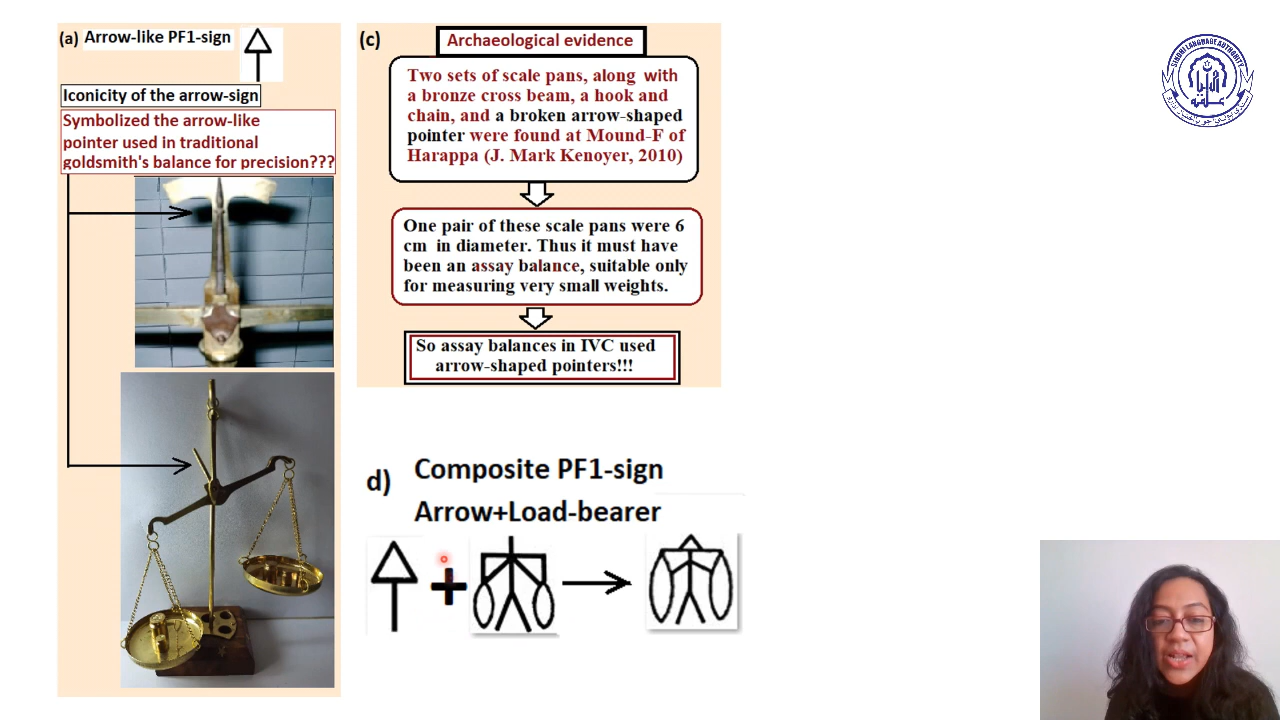 (a) Arrow-like PF1-sign
Iconicity of the arrow-sign
Symbolized the arrow-like
pointer used in traditional
goldsmith's balance for precision???
(c)
Archaeological evidence
Two sets of scale pans, along with
a bronze cross beam, a hook and
chain, and a broken arrow-shaped
pointer were found at Mound-F of
Harappa (J. Mark Kenoyer, 2010)
One pair of these scale pans were 6
cm in diameter. Thus it must have
been an assay balance, suitable only
for measuring very small weights.
So assay balances in IVC used
arrow-shaped pointers!!!
d) Composite PF1-sign
Arrow+Load-bearer
+
SINDHI LANGUAGE AUTHORITY